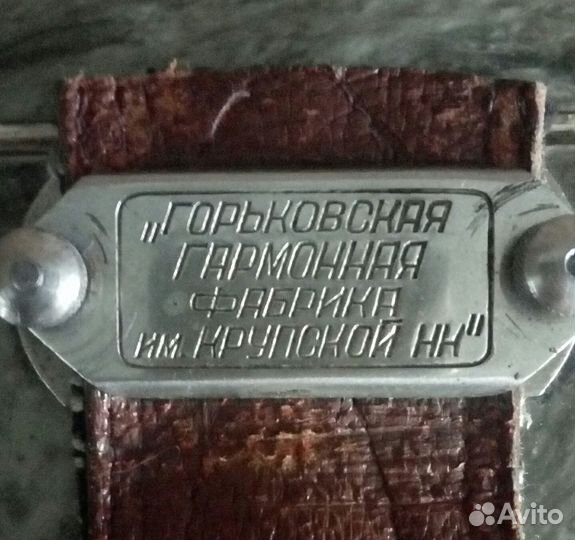 „ГОРЬКОВСКАЯ
ГАРМОННАЯ
ФАБРИКА
им. КРУПСКОЙ НК"
Avito